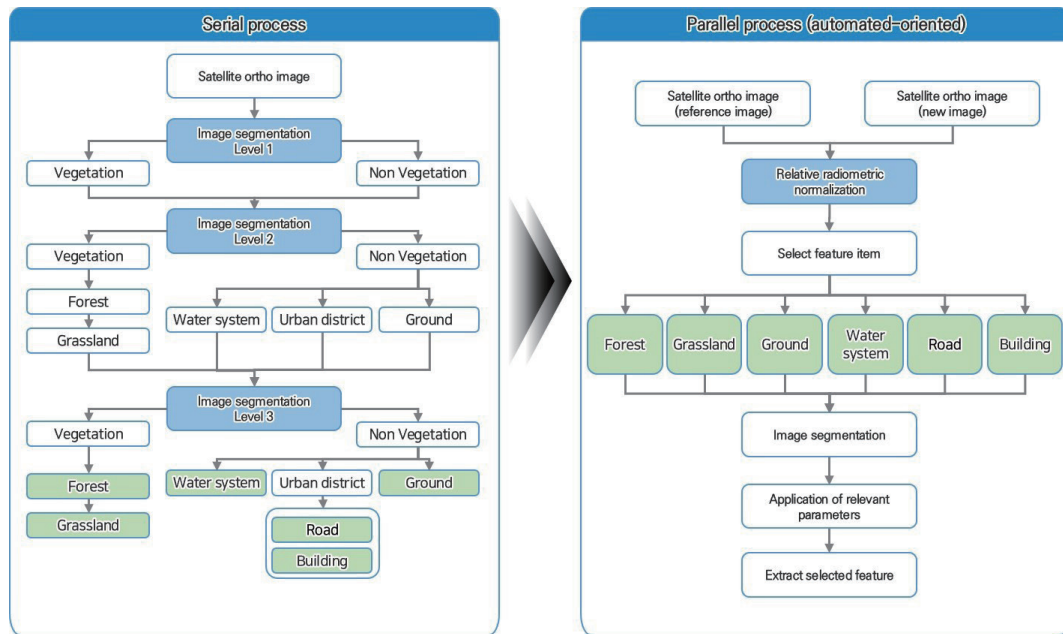 Serial process
Satellite ortho image
Image segmentation
Level 1
Vegetation
Non Vegetation
Image segmentation
Level 2
Vegetation
Non Vegetation
Forest
Water system
Urban district
Ground
Grassland
Image segmentation
Level 3
Vegetation
Non Vegetation
Forest
Water system
Urban district
Ground
Grassland
Road
Building
Parallel process (automated-oriented)
Satellite ortho image
(reference image)
Satellite ortho image
(new image)
Relative radiometric
normalization
Select feature item
Forest
Grassland
Ground
Water
system
Road
Building
Image segmentation
Application of relevant
parameters
Extract selected feature